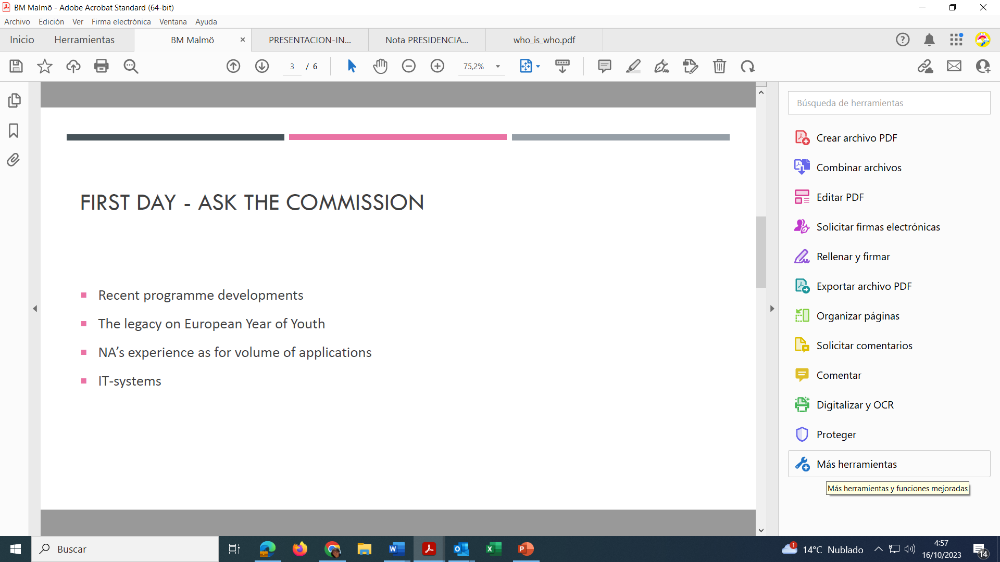 BM Malmö - Adobe Acrobat Standard (64-bit)
Archivo Edición Ver Firma electrónica Ventana Ayuda
Inicio Herramientas BM Malmö PRESENTACION-IN... Nota PRESIDENCIA... who_is_who.pdf
3 / 6 75,2%
Búsqueda de herramientas
Crear archivo PDF
Combinar archivos
Editar PDF
Solicitar firmas electrónicas
Rellenar y firmar
Exportar archivo PDF
Organizar páginas
Solicitar comentarios
Comentar
Digitalizar y OCR
Proteger
Más herramientas
Más herramientas y funciones mejoradas
FIRST DAY - ASK THE COMMISSION
Recent programme developments
The legacy on European Year of Youth
NA’s experience as for volume of applications
IT-systems
Buscar
1
14°C Nublado
4:57
16/10/2023
14